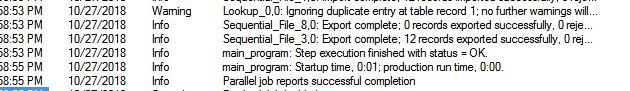 58:53 PM 10/27/2018 Warning Lookup_0,0: Ignoring duplicate entry at table record 1; no further warnings will...
58:53 PM 10/27/2018 Info Sequential_File_8,0: Export complete; 0 records exported successfully, 0 reje...
58:53 PM 10/27/2018 Info Sequential_File_3,0: Export complete; 12 records exported successfully, 0 rej...
58:53 PM 10/27/2018 Info main_program: Step execution finished with status = OK.
58:55 PM 10/27/2018 Info main_program: Startup time, 0:01; production run time, 0:00.
58:55 PM 10/27/2018 Info Parallel job reports successful completion